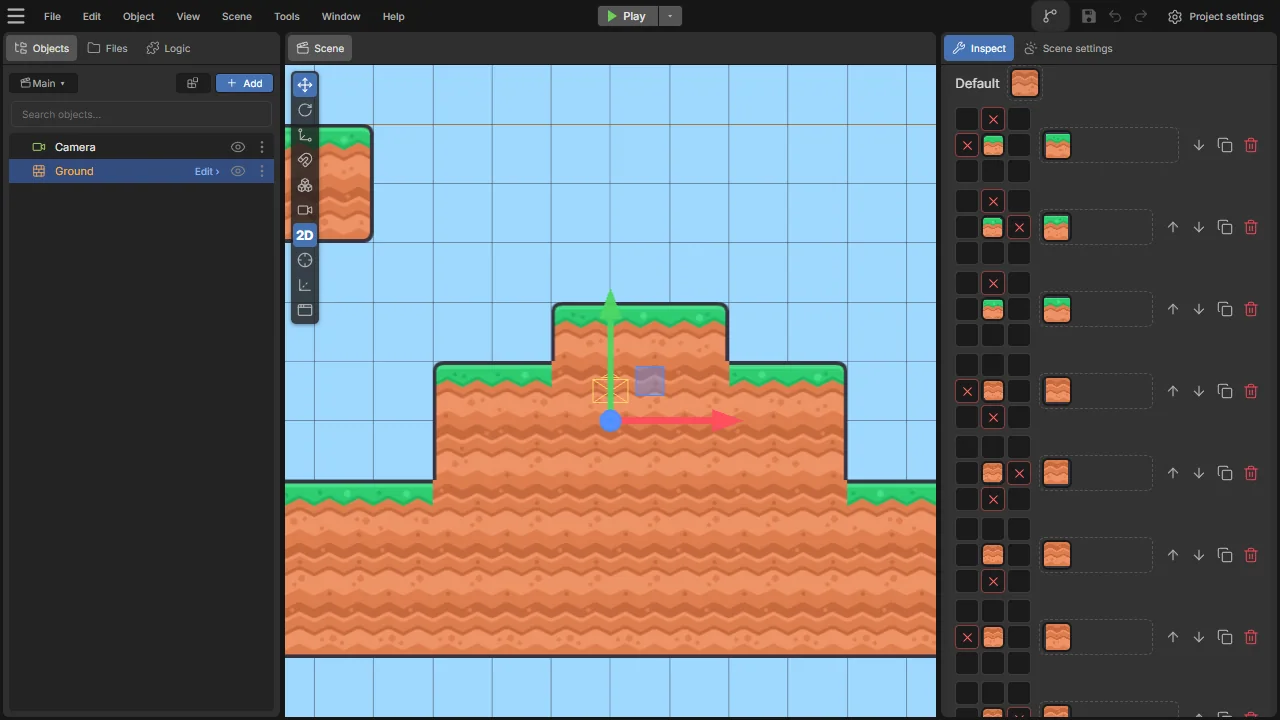 File Edit Object View Scene Tools Window Help
Play
Project settings
Objects Files Logic
Scene
Inspect Scene settings
Main
Add
Search objects...
Camera
Ground Edit ›
2D
Default